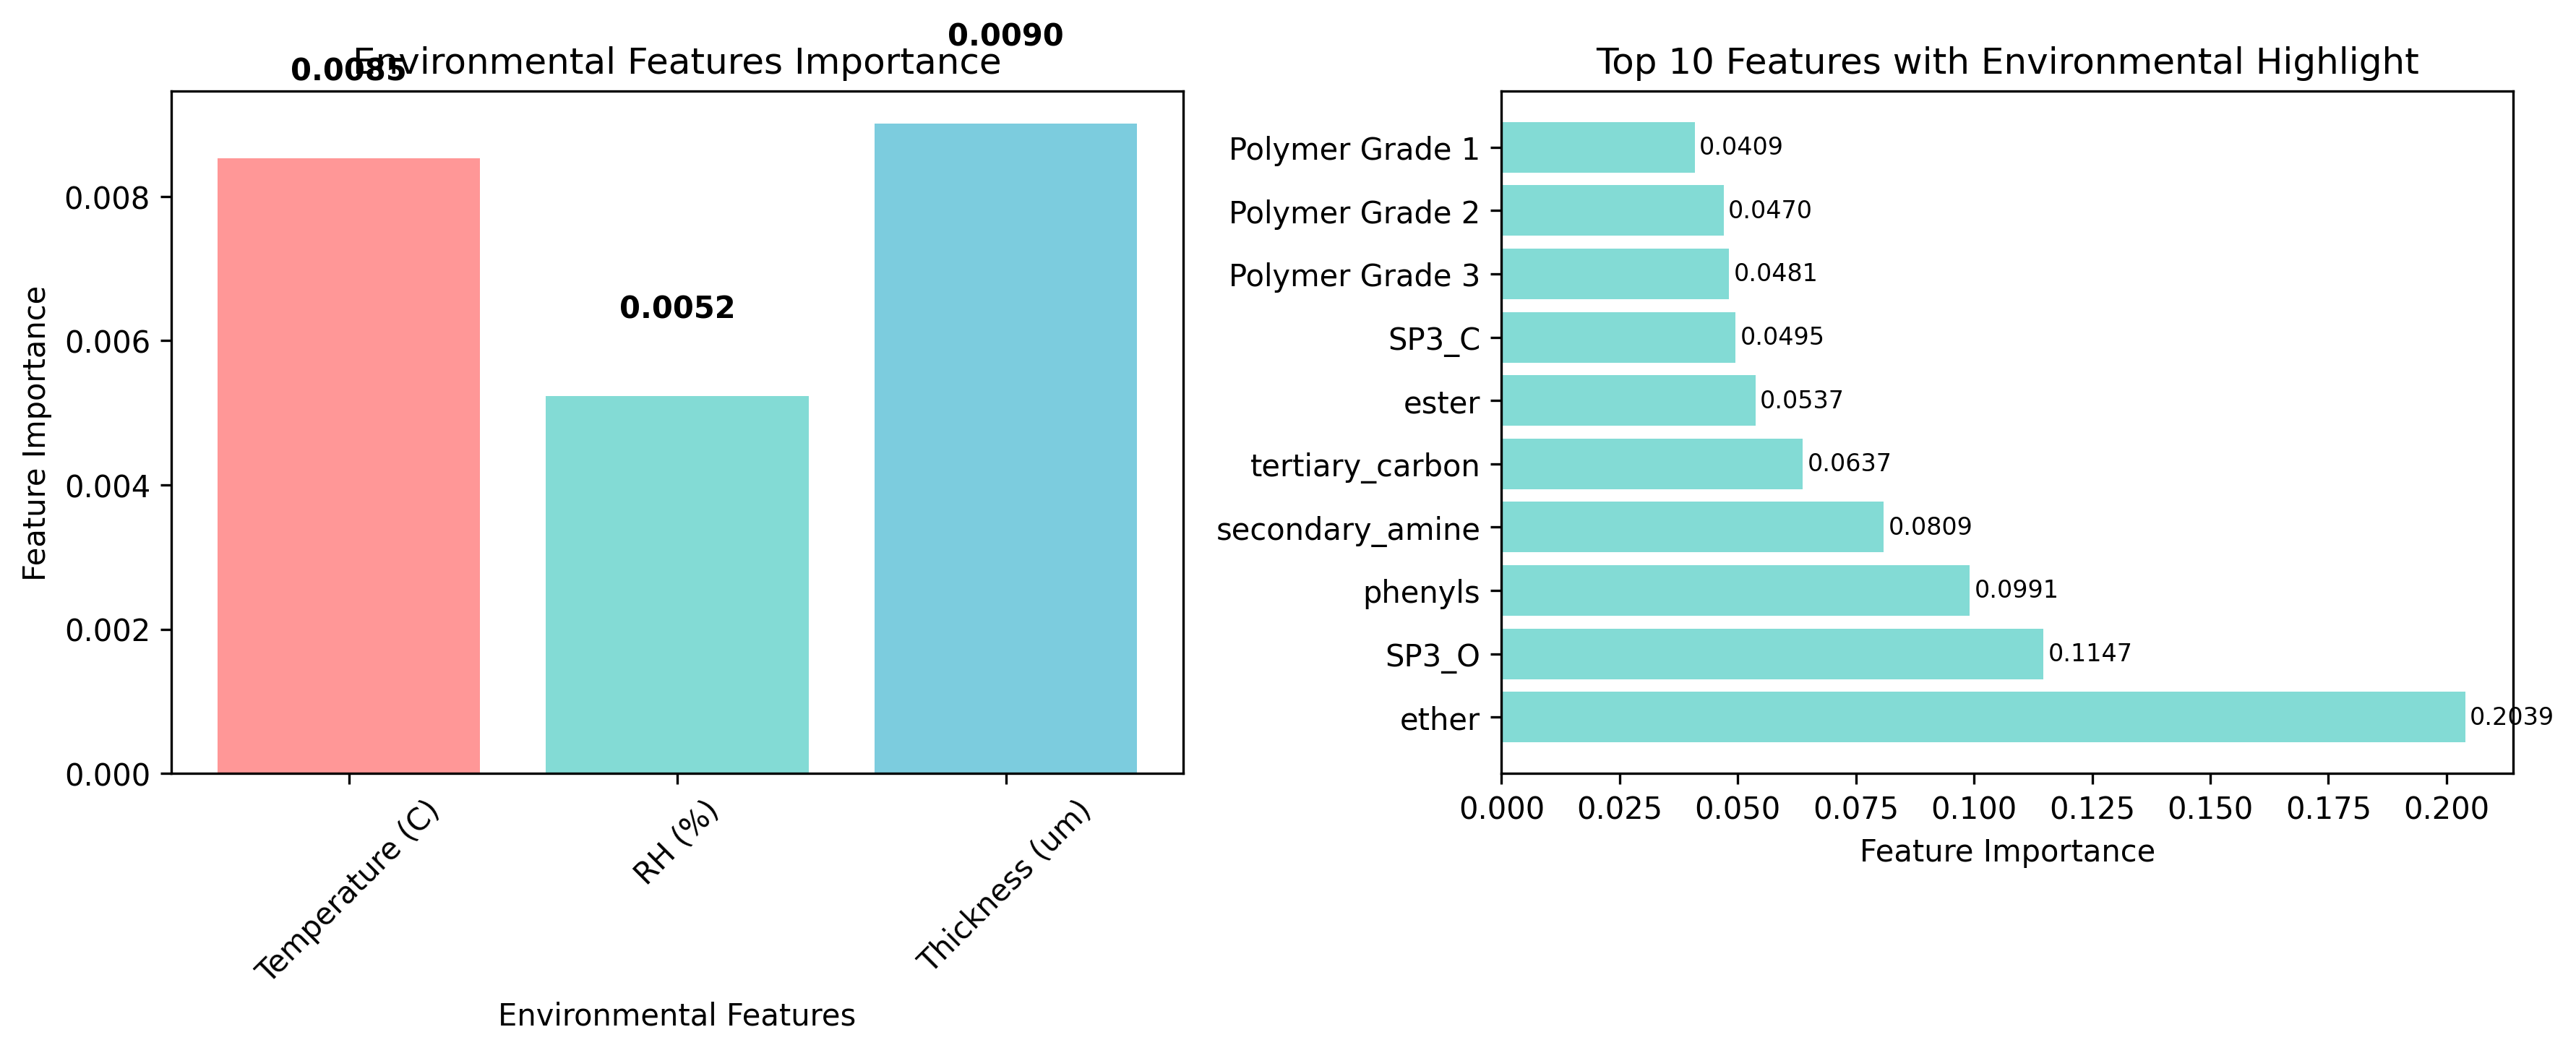 Environmental Features Importance
0.0085
0.0052
0.0090
Feature Importance
0.008
0.006
0.004
0.002
0.000
Temperature (C)
RH (%)
Thickness (um)
Environmental Features
Top 10 Features with Environmental Highlight
Polymer Grade 1
0.0409
Polymer Grade 2
0.0470
Polymer Grade 3
0.0481
SP3_C
0.0495
ester
0.0537
tertiary_carbon
0.0637
secondary_amine
0.0809
phenyls
0.0991
SP3_O
0.1147
ether
0.2039
0.000 0.025 0.050 0.075 0.100 0.125 0.150 0.175 0.200
Feature Importance